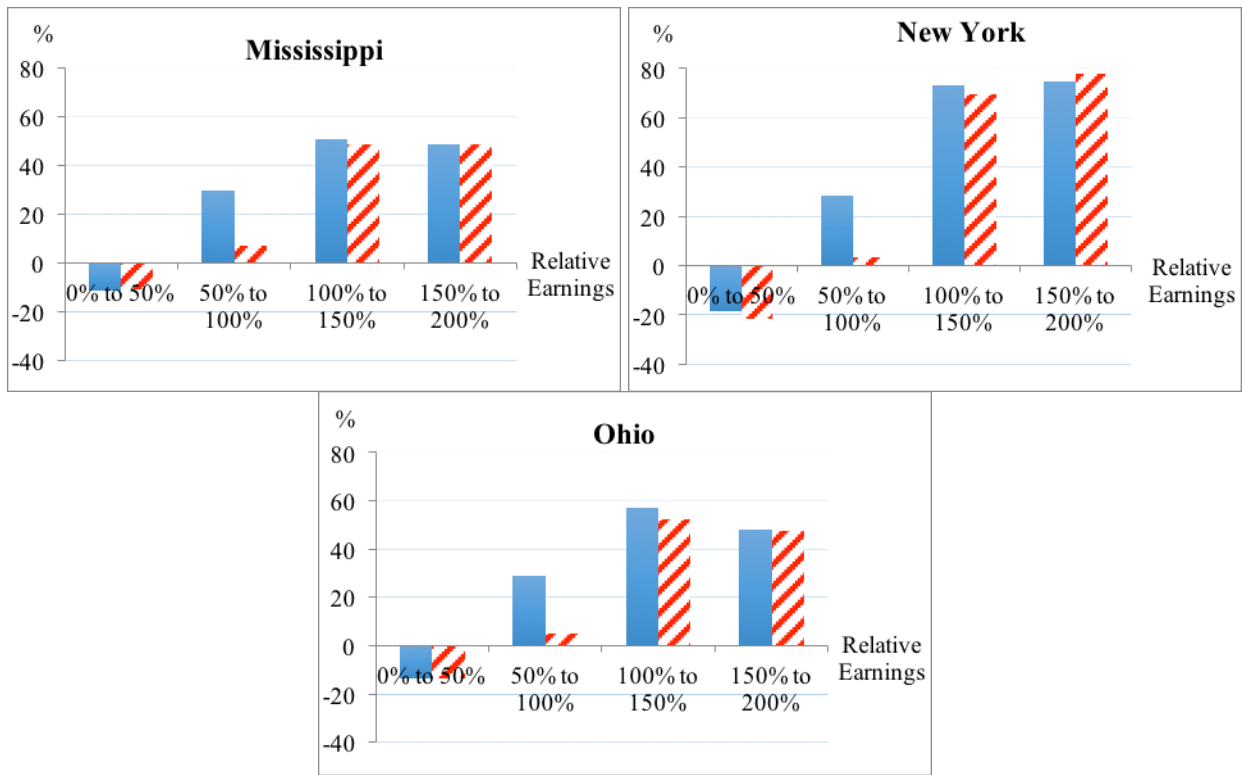 %
Mississippi
80
60
40
20
0
-20
-40
0% to 50%
50% to
100%
100% to
150%
150% to
200%
Relative
Earnings
%
New York
80
60
40
20
0
-20
-40
0% to 50%
50% to
100%
100% to
150%
150% to
200%
Relative
Earnings
%
Ohio
80
60
40
20
0
-20
-40
0% to 50%
50% to
100%
100% to
150%
150% to
200%
Relative
Earnings